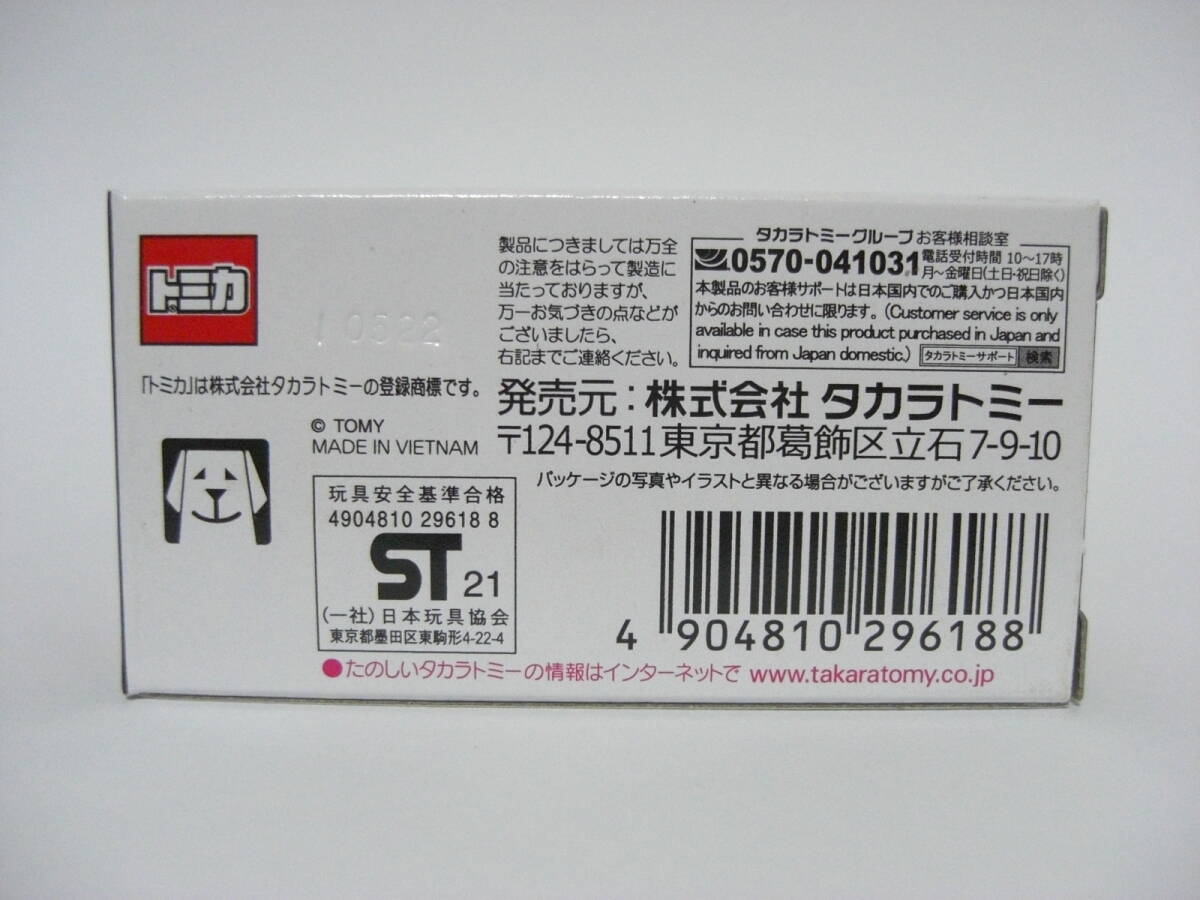 トミカ
®
10522
「トミカ」は株式会社タカラトミーの登録商標です。
© TOMY
MADE IN VIETNAM
玩具安全基準合格
4904810 29618 8
ST 21
(一社)日本玩具協会
東京都墨田区東駒形4-22-4
製品につきましては万全
の注意をはらって製造に
当たっておりますが、
万一お気づきの点などが
ございましたら、
右記までご連絡ください。
タカラトミーグループ お客様相談室
0570-041031
電話受付時間 10～17時
月～金曜日(土日・祝日除く)
本製品のお客様サポートは日本国内でのご購入かつ日本国内
からのお問い合わせに限ります。(Customer service is only
available in case this product purchased in Japan and
inquired from Japan domestic.) タカラトミーサポート 検索
発売元：株式会社 タカラトミー
〒124-8511 東京都葛飾区立石7-9-10
パッケージの写真やイラストと異なる場合がございますがご了承ください。
4 904810 296188
●たのしいタカラトミーの情報はインターネットで www.takaratomy.co.jp